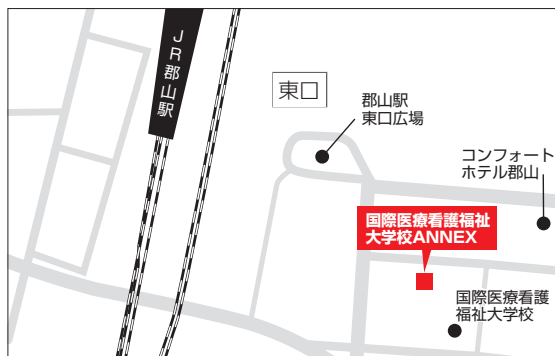 JR郡山駅
東口
郡山駅
東口広場
コンフォート
ホテル郡山
国際医療看護福祉
大学校ANNEX
国際医療看護
福祉大学校